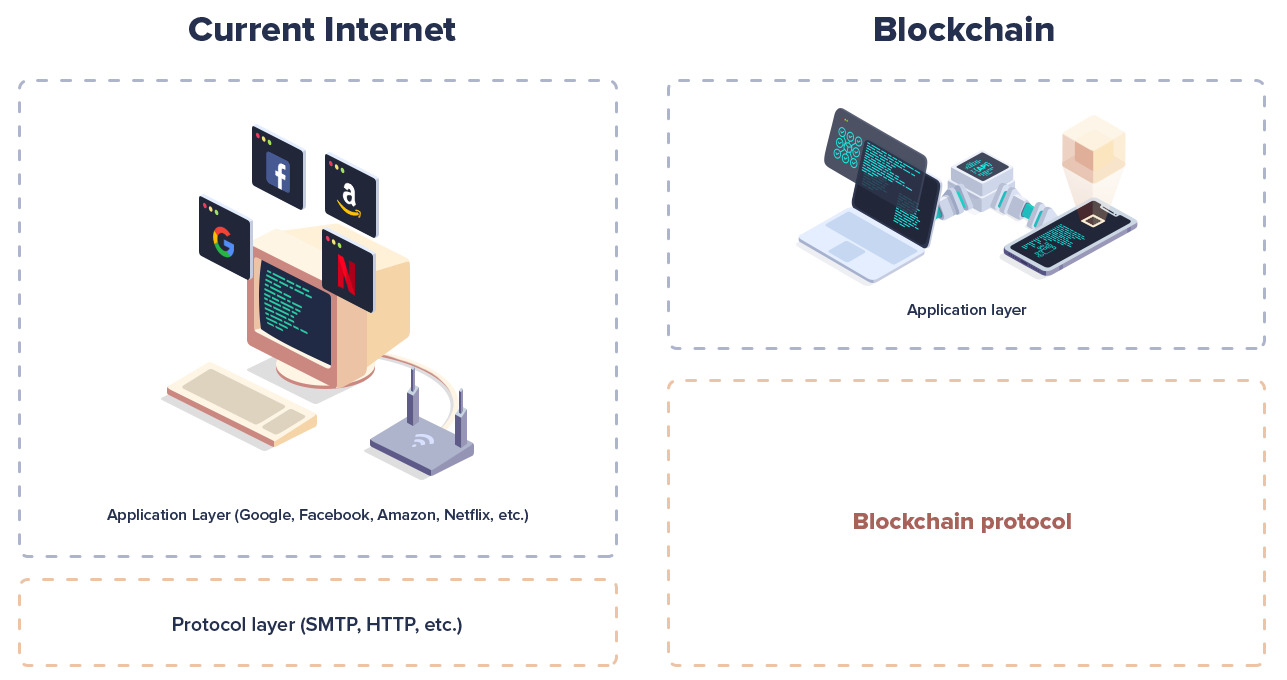 Current Internet
Blockchain
Application layer
Blockchain protocol
Application Layer (Google, Facebook, Amazon, Netflix, etc.)
Protocol layer (SMTP, HTTP, etc.)